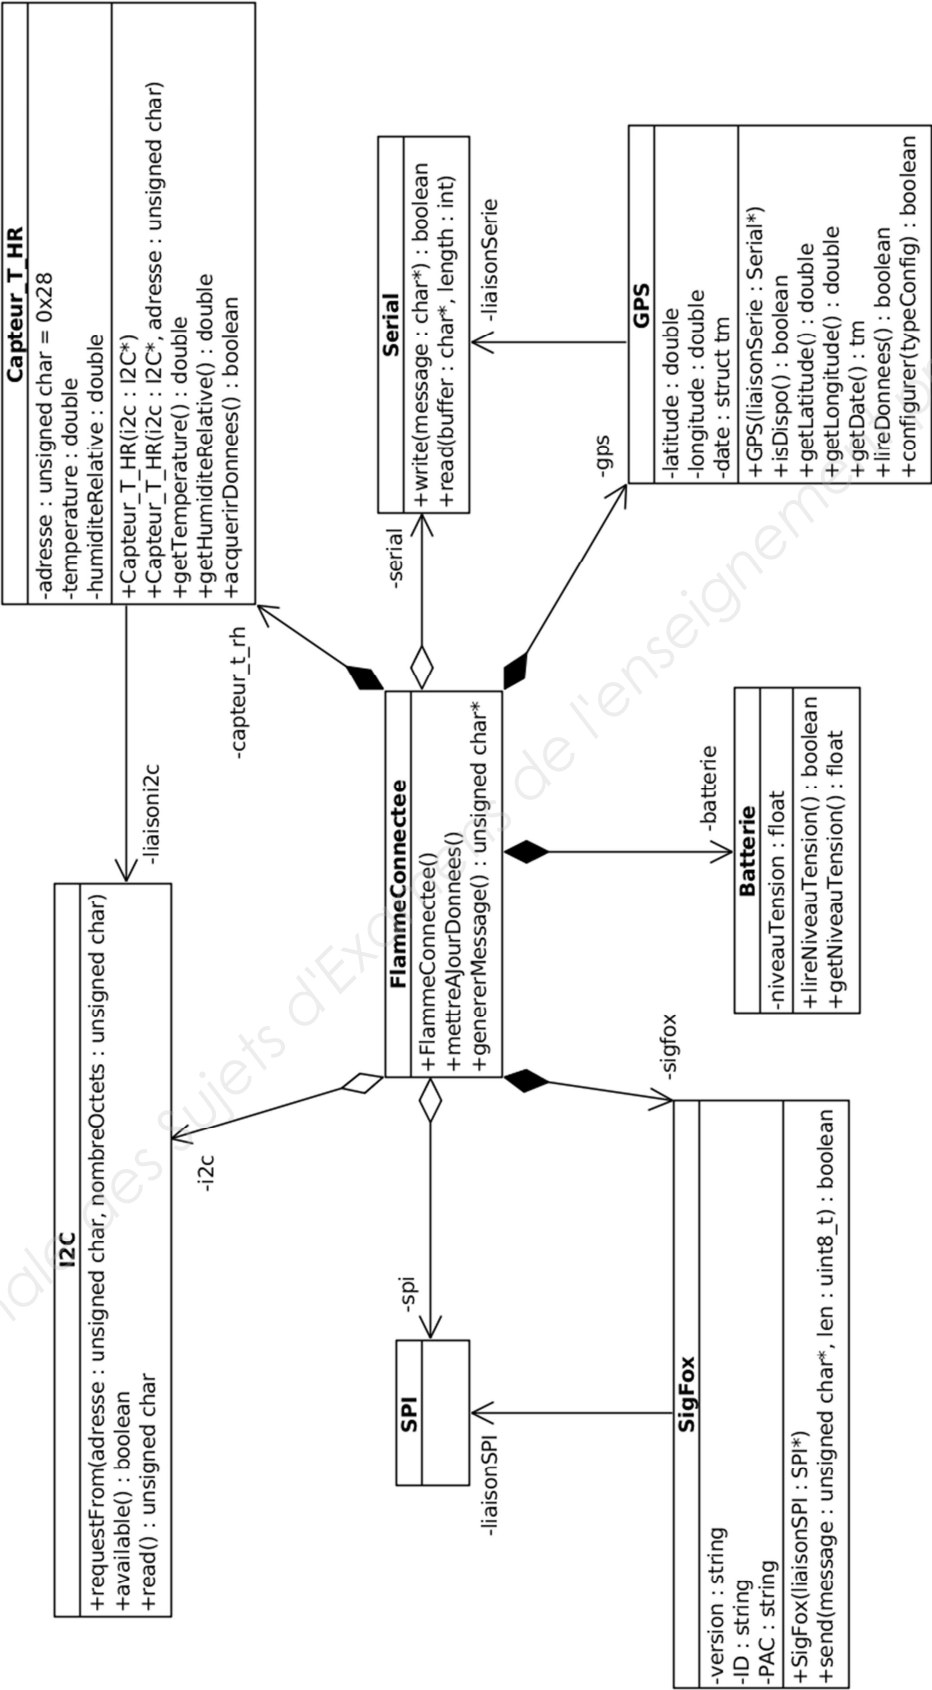 Capteur_T_HR
-adresse : unsigned char = 0x28
-temperature : double
-humiditeRelative : double
+Capteur_T_HR(i2c : I2C*)
+Capteur_T_HR(i2c : I2C*, adresse : unsigned char)
+getTemperature() : double
+getHumiditeRelative() : double
+acquerirDonnees() : boolean
Serial
+write(message : char*) : boolean
+read(buffer : char*, length : int)
-liaisonSerie
GPS
-latitude : double
-longitude : double
-date : struct tm
+GPS(liaisonSerie : Serial*)
+isDispo() : boolean
+getLatitude() : double
+getLongitude() : double
+getDate() : tm
+lireDonnees() : boolean
+configurer(typeConfig) : boolean
-capteur_t_rh
-serial
-gps
-liaisoni2c
FlammeConnectee
+FlammeConnectee()
+mettreAJourDonnees()
+genererMessage() : unsigned char*
-batterie
Batterie
-niveauTension : float
+lireNiveauTension() : boolean
+getNiveauTension() : float
I2C
+requestFrom(adresse : unsigned char, nombreOctets : unsigned char)
+available() : boolean
+read() : unsigned char
-i2c
-spi
-sigfox
SPI
-liaisonSPI
SigFox
-version : string
-ID : string
-PAC : string
+SigFox(liaisonSPI : SPI*)
+send(message : unsigned char*, len : uint8_t) : boolean
des sujets d'Examens de l'enseignement